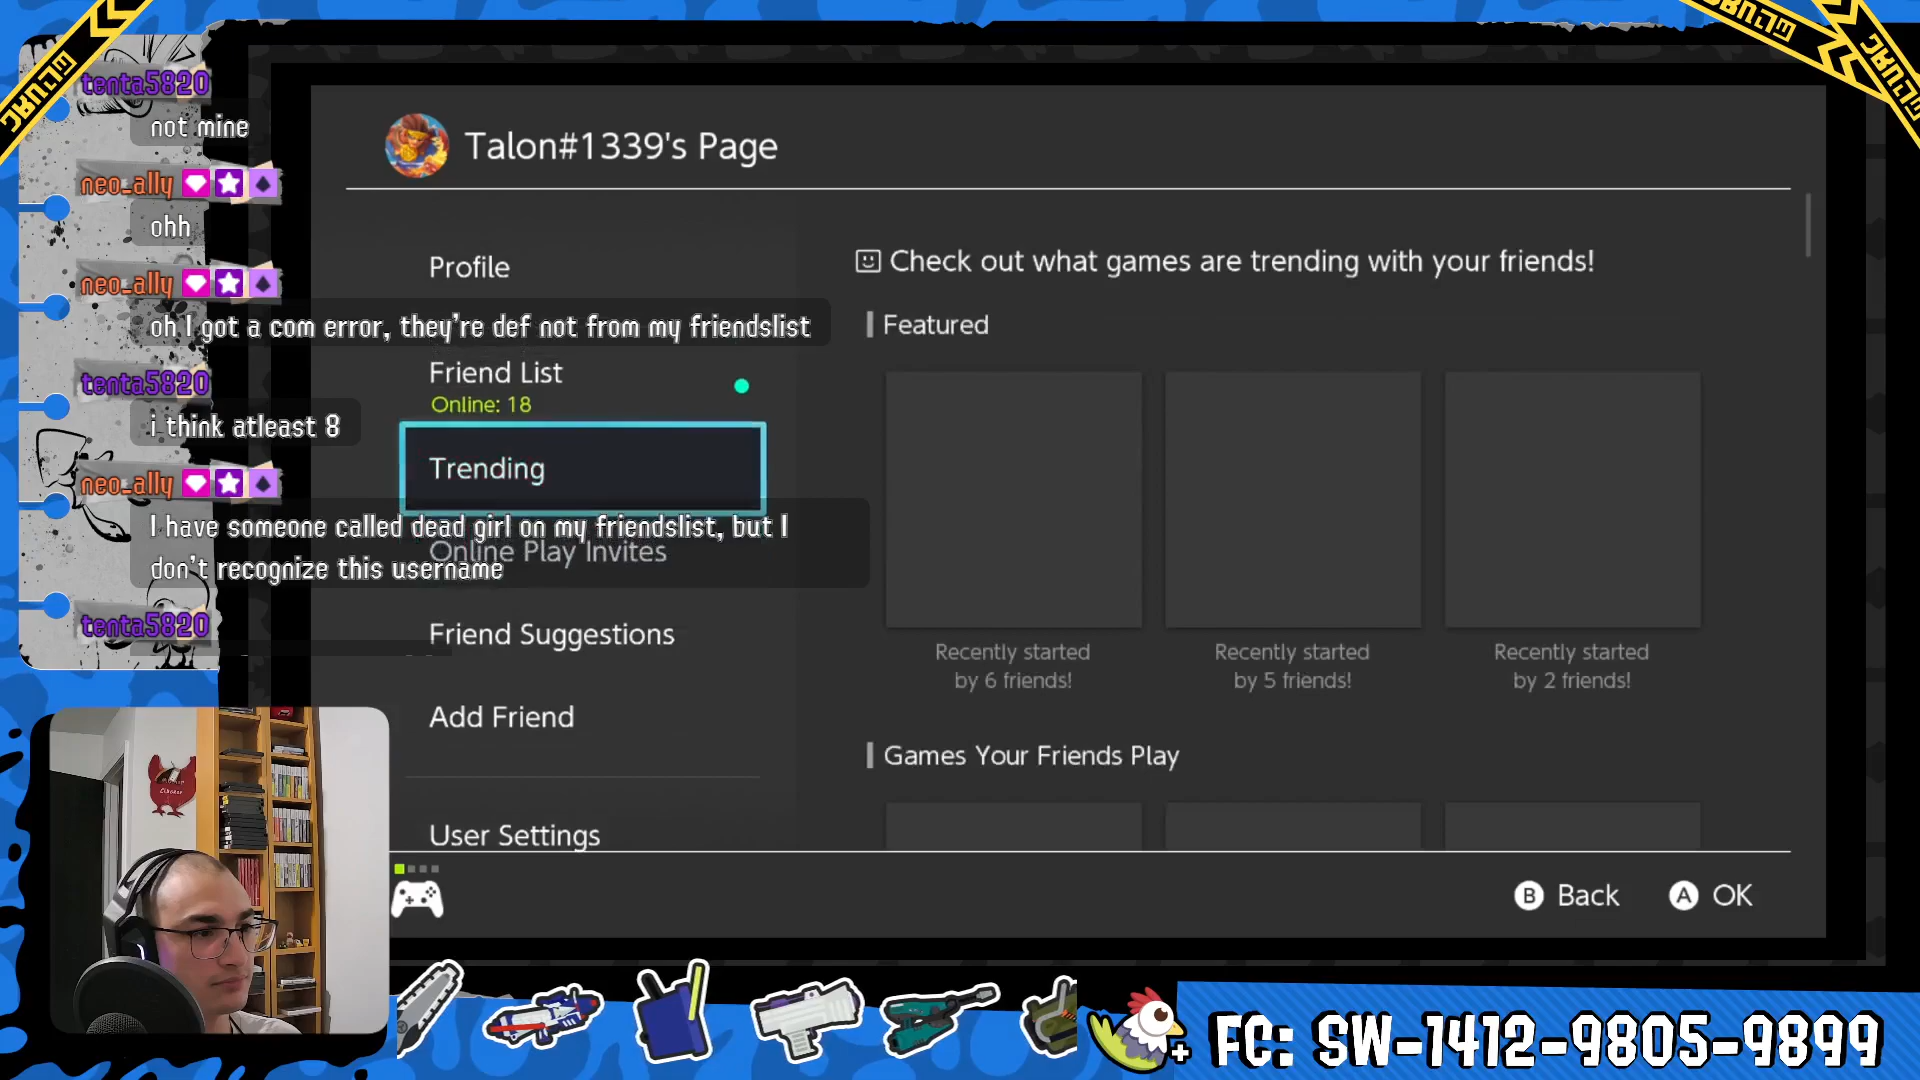 tenta5820
not mine
neo_ally
ohh
neo_ally
oh I got a com error, they're def not from my friendslist
tenta5820
i think atleast 8
neo_ally
I have someone called dead girl on my friendslist, but I
don't recognize this username
tenta5820
Talon#1339's Page
Profile
Friend List
Online: 18
Trending
Online Play Invites
Friend Suggestions
Add Friend
User Settings
Check out what games are trending with your friends!
Featured
Recently started
by 6 friends!
Recently started
by 5 friends!
Recently started
by 2 friends!
Games Your Friends Play
B Back
A OK
FC: SW-1412-9805-9899